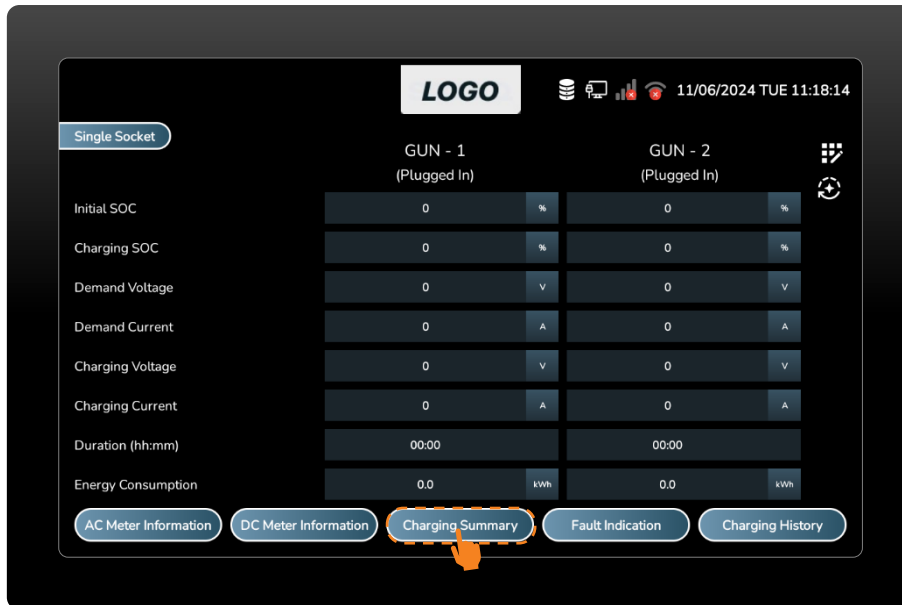 LOGO
11/06/2024 TUE 11:18:14
Single Socket
GUN - 1 GUN - 2
(Plugged In) (Plugged In)
Initial SOC 0 % 0 %
Charging SOC 0 % 0 %
Demand Voltage 0 V 0 V
Demand Current 0 A 0 A
Charging Voltage 0 V 0 V
Charging Current 0 A 0 A
Duration (hh:mm) 00:00 00:00
Energy Consumption 0.0 kWh 0.0 kWh
AC Meter Information DC Meter Information Charging Summary Fault Indication Charging History